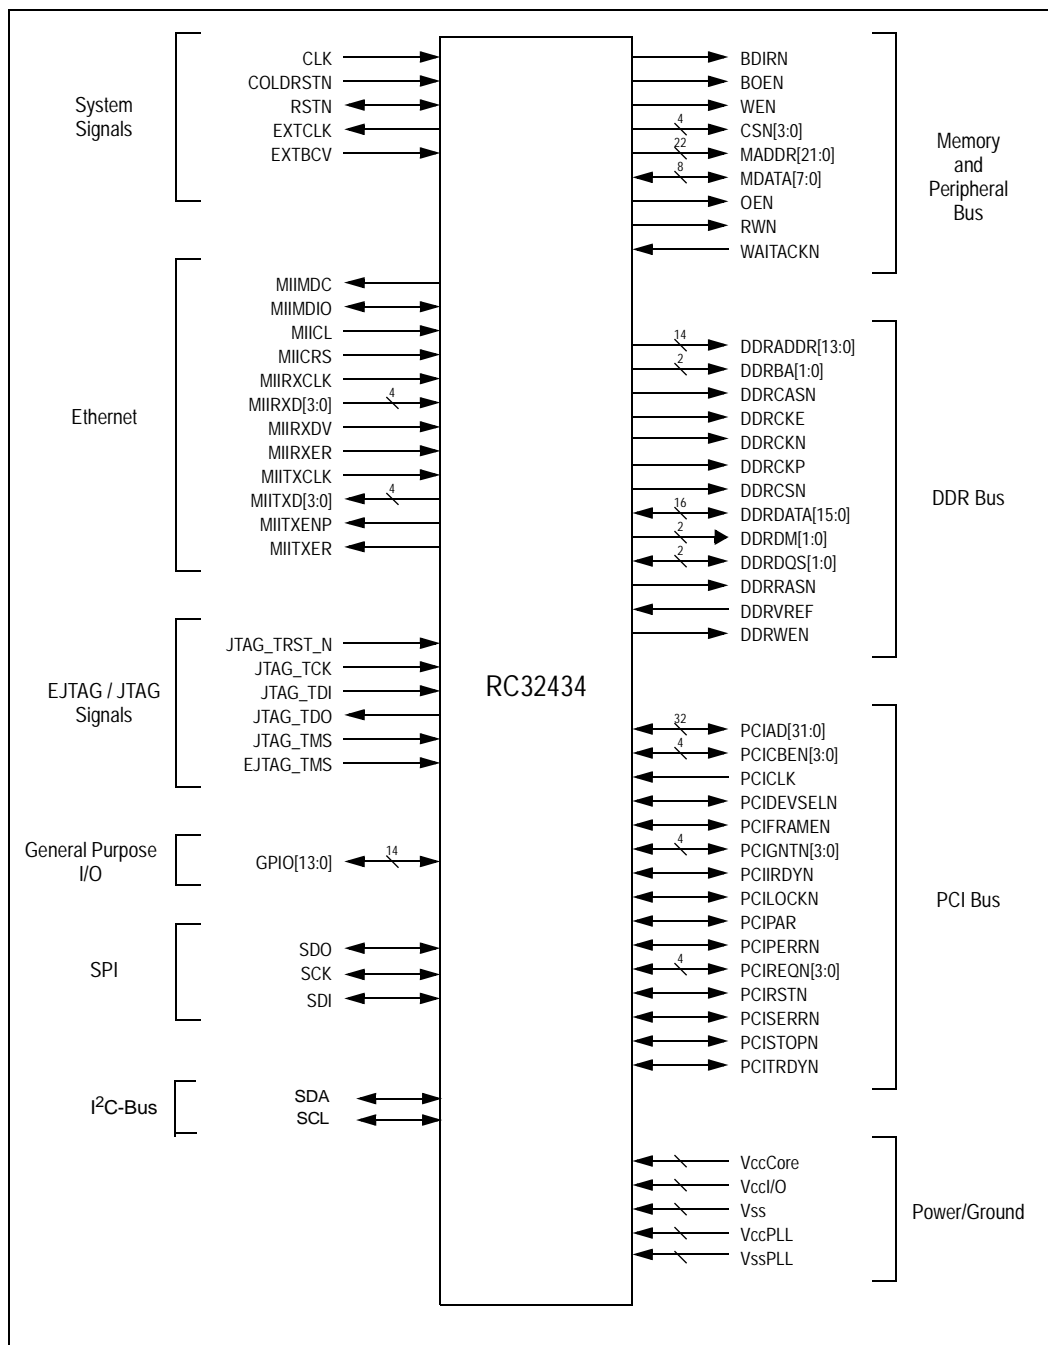 System
Signals
CLK
COLDRSTN
RSTN
EXTCLK
EXTBCV
Ethernet
MIIMDC
MIIMDIO
MIICL
MIICRS
MIIRXCLK
MIIRXD[3:0] 4
MIIRXDV
MIIRXER
MIITXCLK
MIITXD[3:0] 4
MIITXENP
MIITXER
EJTAG / JTAG
Signals
JTAG_TRST_N
JTAG_TCK
JTAG_TDI
JTAG_TDO
JTAG_TMS
EJTAG_TMS
General Purpose
I/O
GPIO[13:0] 14
SPI
SDO
SCK
SDI
I²C-Bus
SDA
SCL
RC32434
BDIRN
BOEN
WEN
4 CSN[3:0]
22 MADDR[21:0]
8 MDATA[7:0]
OEN
RWN
WAITACKN
Memory
and
Peripheral
Bus
14 DDRADDR[13:0]
2 DDRBA[1:0]
DDRCASN
DDRCKE
DDRCKN
DDRCKP
DDRCSN
16 DDRDATA[15:0]
2 DDRDM[1:0]
2 DDRDQS[1:0]
DDRRASN
DDRVREF
DDRWEN
DDR Bus
32 PCIAD[31:0]
4 PCICBEN[3:0]
PCICLK
PCIDEVSELN
PCIFRAMEN
4 PCIGNTN[3:0]
PCIIRDYN
PCILOCKN
PCIPAR
PCIPERRN
4 PCIREQN[3:0]
PCIRSTN
PCISERRN
PCISTOPN
PCITRDYN
PCI Bus
VccCore
VccI/O
Vss
VccPLL
VssPLL
Power/Ground